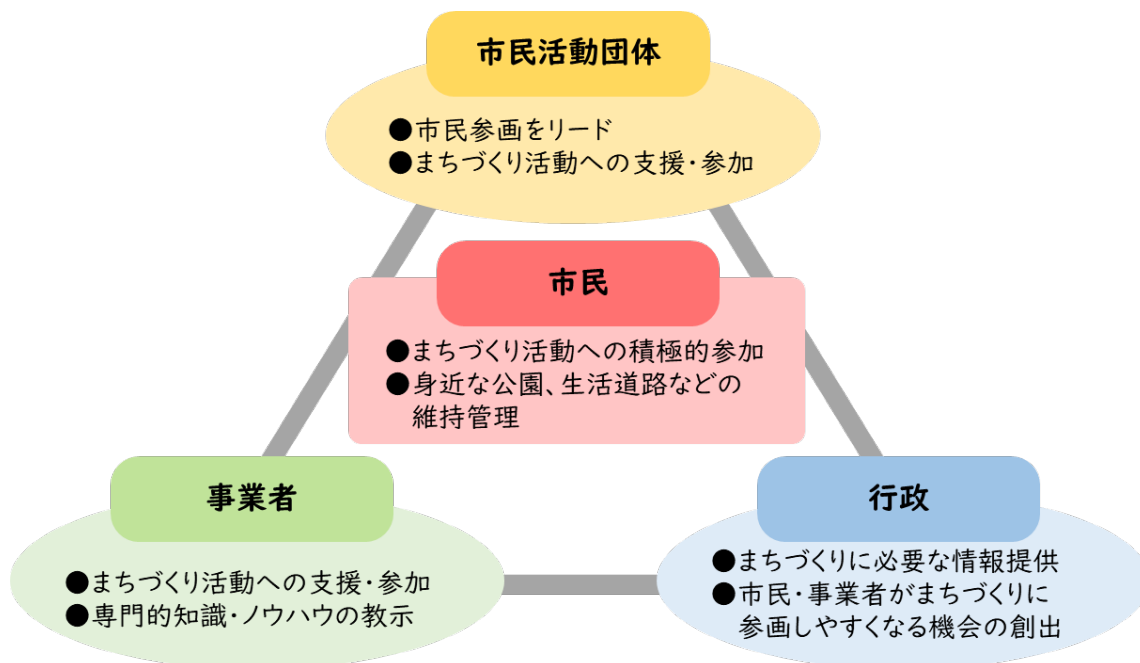 市民活動団体
●市民参画をリード
●まちづくり活動への支援・参加
市民
●まちづくり活動への積極的参加
●身近な公園、生活道路などの
維持管理
事業者
●まちづくり活動への支援・参加
●専門的知識・ノウハウの教示
行政
●まちづくりに必要な情報提供
●市民・事業者がまちづくりに
参画しやすくなる機会の創出